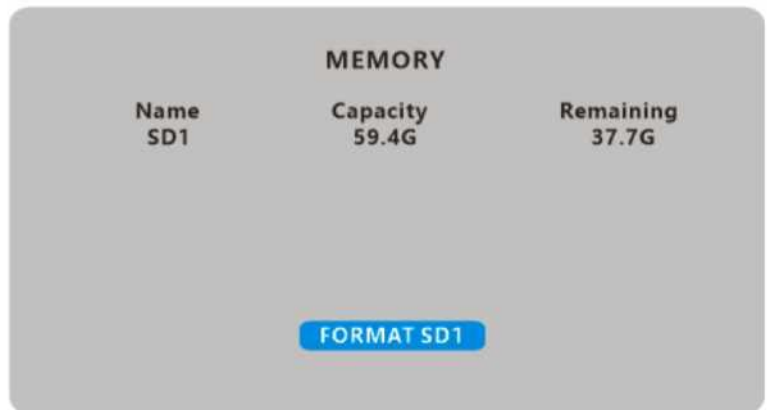 MEMORY
Name Capacity Remaining
SD1 59.4G 37.7G
FORMAT SD1